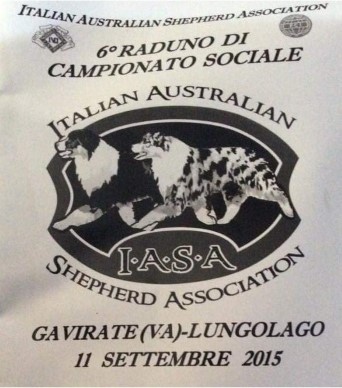 ITALIAN AUSTRALIAN SHEPHERD ASSOCIATION
6° RADUNO DI
CAMPIONATO SOCIALE
ITALIAN AUSTRALIAN
I·A·S·A
SHEPHERD ASSOCIATION
GAVIRATE (VA)-LUNGOLAGO
11 SETTEMBRE 2015